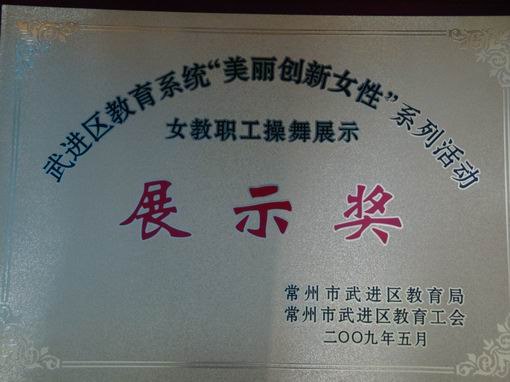 武进区教育系统“美丽创新女性”系列活动
女教职工操舞展示
展示奖
常州市武进区教育局
常州市武进区教育工会
二〇〇九年五月